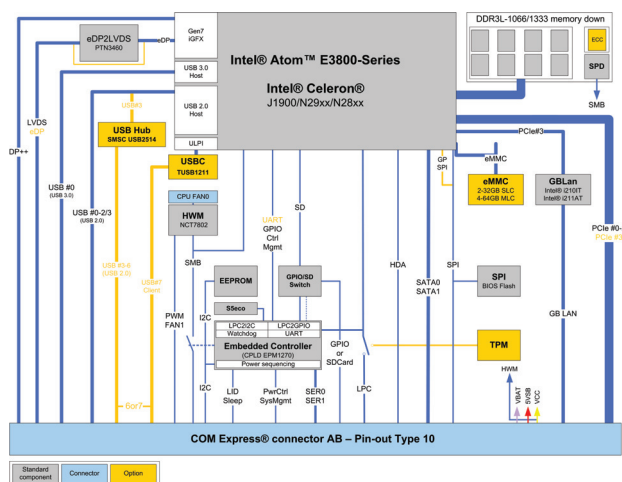 eDP2LVDS
PTN3460
eDP
Gen7
iGFX
USB 3.0
Host
USB 2.0
Host
ULPI
Intel® Atom™ E3800-Series
Intel® Celeron®
J1900/N29xx/N28xx
DDR3L-1066/1333 memory down
ECC
SPD
SMB
DP++
LVDS
eDP
USB #0
(USB 3.0)
USB #0-2/3
(USB 2.0)
USB#3
USB Hub
SMSC USB2514
USBC
TUSB1211
CPU FAN0
HWM
NCT7802
SMB
UART
GPIO
Ctrl
Mgmt
SD
GP
SPI
eMMC
PCIe#3
eMMC
2-32GB SLC
4-64GB MLC
GBLan
Intel® i210IT
Intel® i211AT
PCIe #0-
PCIe #3
USB #3-6
(USB 2.0)
USB#7
Client
EEPROM
GPIO/SD
Switch
HDA
SATA0
SATA1
SPI
SPI
BIOS Flash
GB LAN
PWM
FAN1
I2C
S5eco
LPC2I2C
LPC2GPIO
Watchdog
UART
Embedded Controller
(CPLD EPM1270)
Power sequencing
GPIO
or
SDCard
TPM
HWM
VBAT
5VSB
VCC
I2C
LID
Sleep
PwrCtrl
SysMgmt
SER0
SER1
LPC
6or7
COM Express® connector AB – Pin-out Type 10
Standard
component
Connector
Option